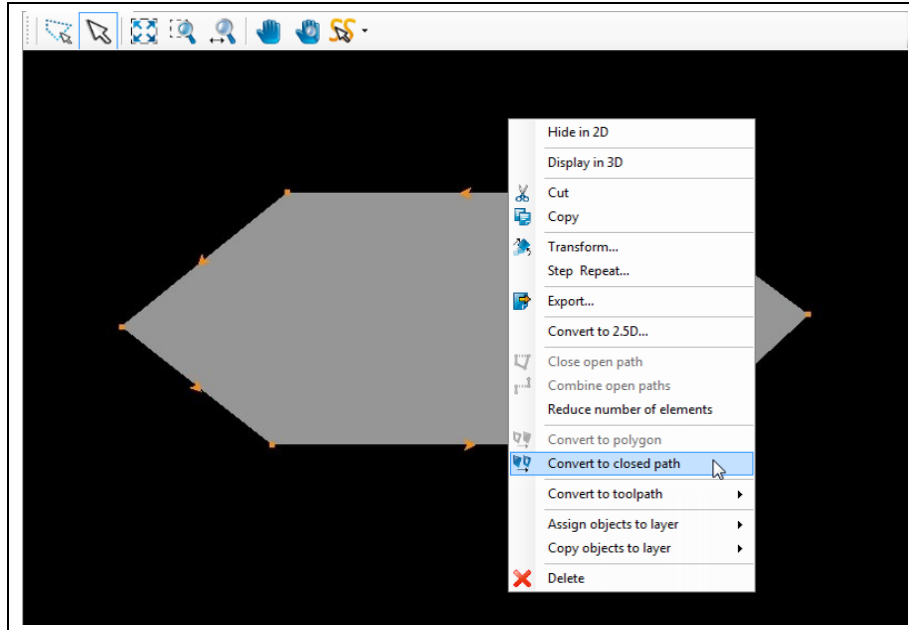 Hide in 2D
Display in 3D
Cut
Copy
Transform...
Step Repeat...
Export...
Convert to 2.5D...
Close open path
Combine open paths
Reduce number of elements
Convert to polygon
Convert to closed path
Convert to toolpath
Assign objects to layer
Copy objects to layer
Delete